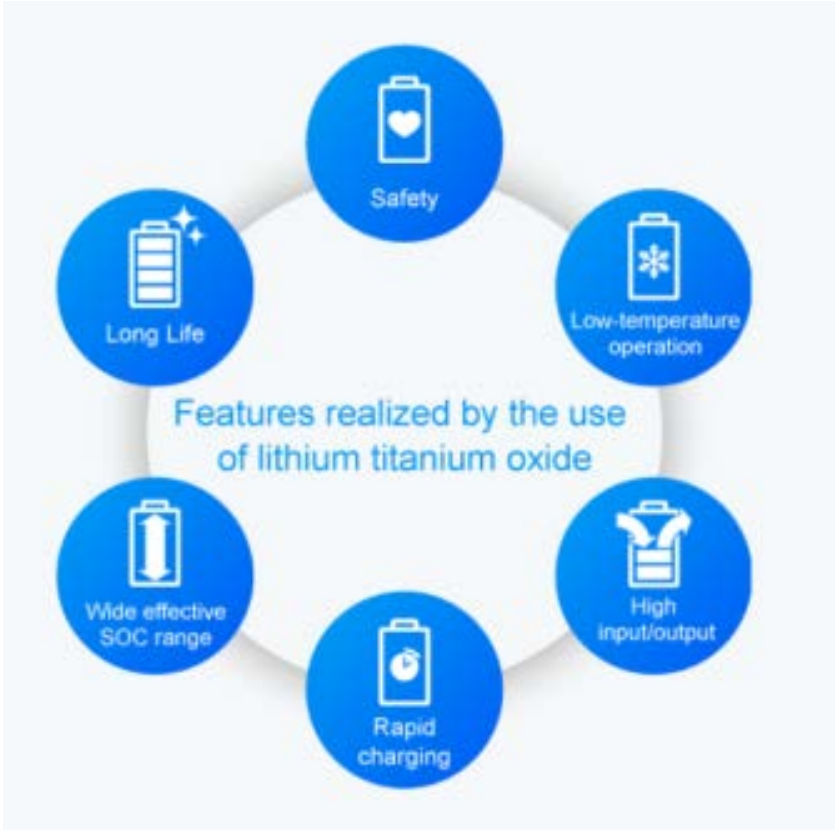 Safety
Low-temperature
operation
Long Life
Features realized by the use
of lithium titanium oxide
Wide effective
SOC range
High
input/output
Rapid
charging